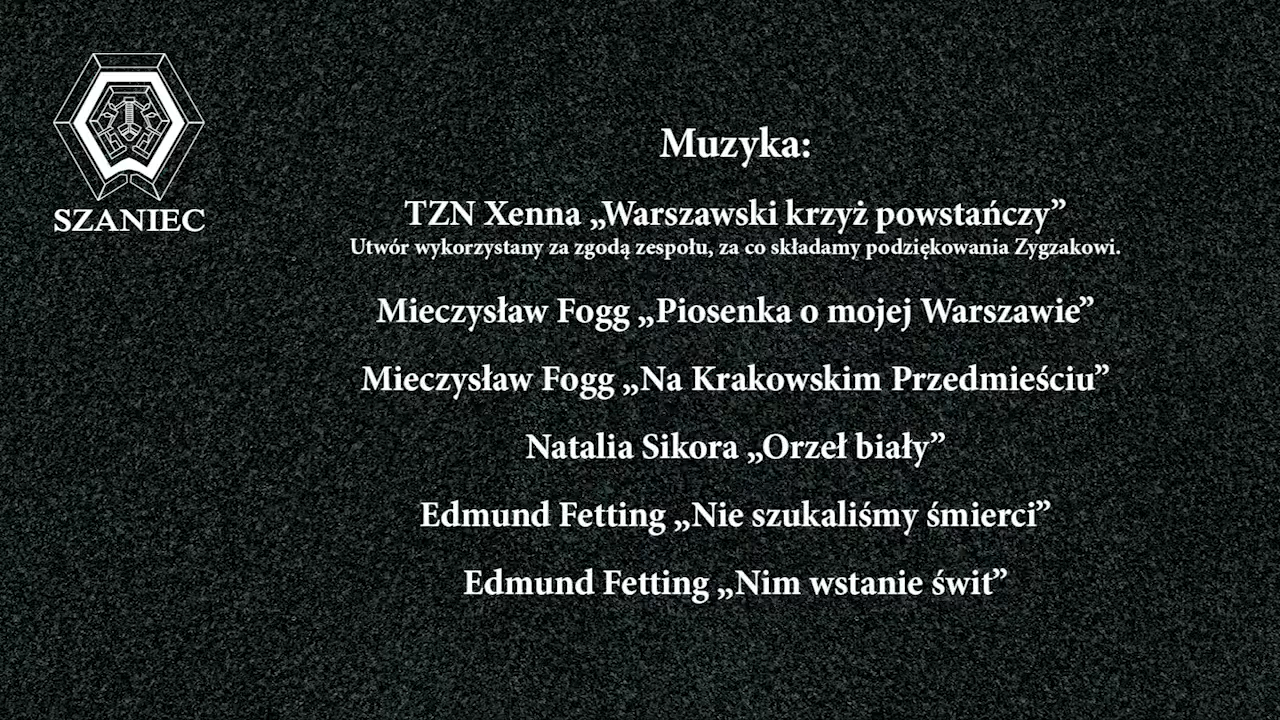 SZANIEC
Muzyka:
TZN Xenna „Warszawski krzyż powstańczy”
Utwór wykorzystany za zgodą zespołu, za co składamy podziękowania Zygzakowi.
Mieczysław Fogg „Piosenka o mojej Warszawie”
Mieczysław Fogg „Na Krakowskim Przedmieściu”
Natalia Sikora „Orzeł biały”
Edmund Fetting „Nie szukaliśmy śmierci”
Edmund Fetting „Nim wstanie świt”